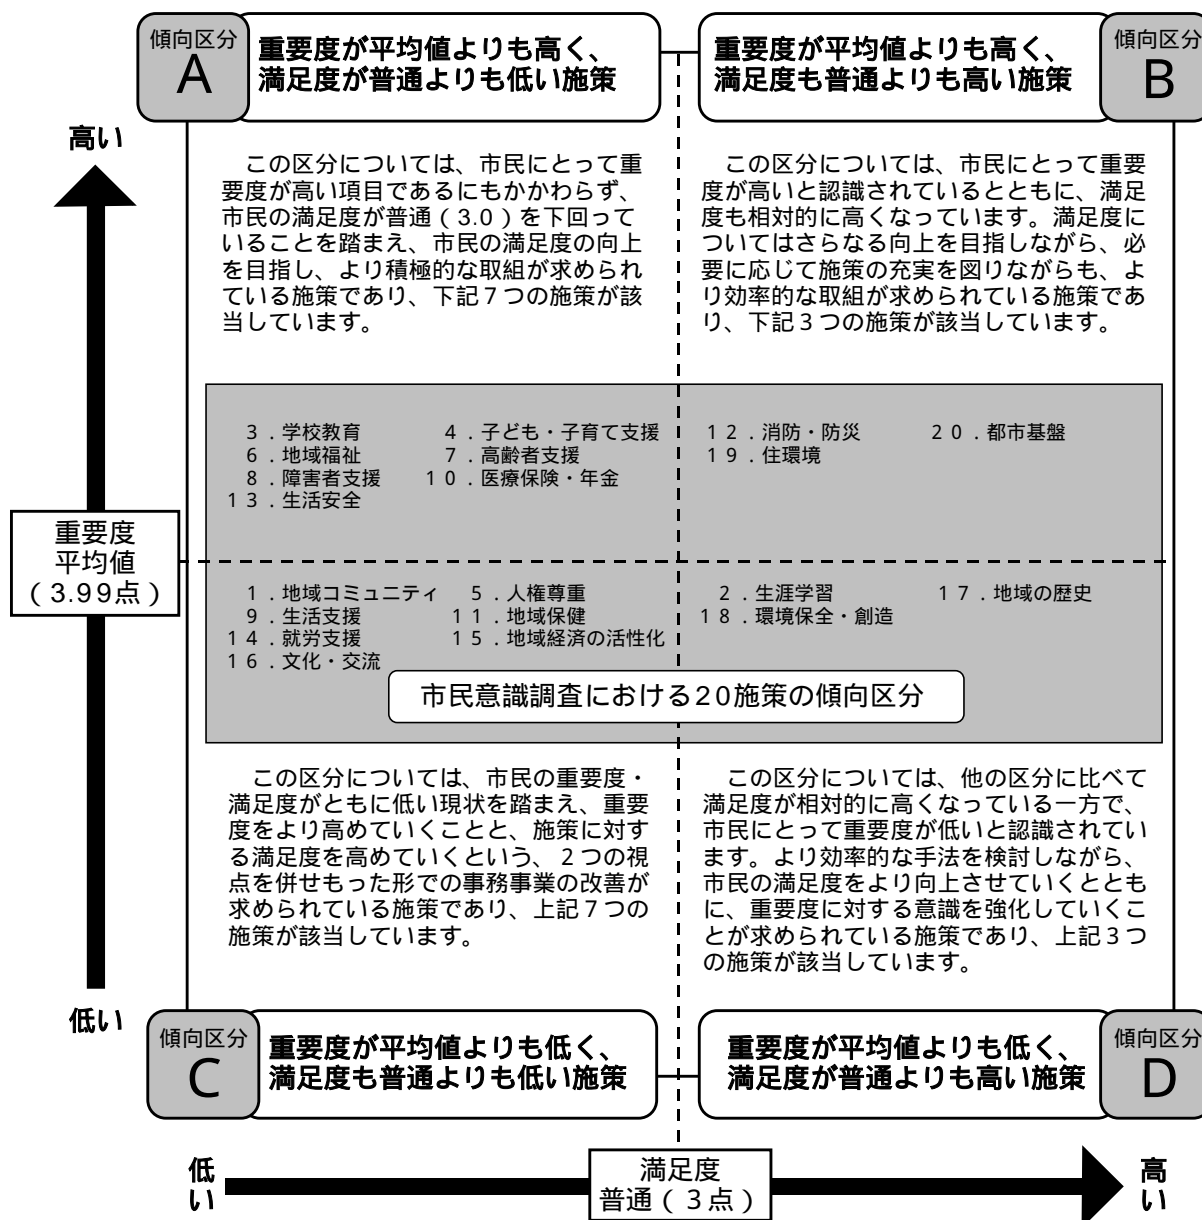 傾向区分
A
重要度が平均値よりも高く、
満足度が普通よりも低い施策
重要度が平均値よりも高く、
満足度も普通よりも高い施策
傾向区分
B
高い
この区分については、市民にとって重
要度が高い項目であるにもかかわらず、
市民の満足度が普通（3.0）を下回って
いることを踏まえ、市民の満足度の向上
を目指し、より積極的な取組が求められ
ている施策であり、下記７つの施策が該
当しています。
この区分については、市民にとって重要
度が高いと認識されているとともに、満足
度も相対的に高くなっています。満足度に
ついてはさらなる向上を目指しながら、必
要に応じて施策の充実を図りながらも、よ
り効率的な取組が求められている施策であ
り、下記３つの施策が該当しています。
３．学校教育　４．子ども・子育て支援
６．地域福祉　７．高齢者支援
８．障害者支援　１０．医療保険・年金
１３．生活安全
１２．消防・防災　２０．都市基盤
１９．住環境
重要度
平均値
（3.99点）
１．地域コミュニティ　５．人権尊重
９．生活支援　１１．地域保健
１４．就労支援　１５．地域経済の活性化
１６．文化・交流
２．生涯学習　１７．地域の歴史
１８．環境保全・創造
市民意識調査における20施策の傾向区分
この区分については、市民の重要度・
満足度がともに低い現状を踏まえ、重要
度をより高めていくことと、施策に対す
る満足度を高めていくという、２つの視
点を併せもった形での事務事業の改善が
求められている施策であり、上記７つの
施策が該当しています。
この区分については、他の区分に比べて
満足度が相対的に高くなっている一方で、
市民にとって重要度が低いと認識されてい
ます。より効率的な手法を検討しながら、
市民の満足度をより向上させていくととも
に、重要度に対する意識を強化していくこ
とが求められている施策であり、上記３つ
の施策が該当しています。
低い
傾向区分
C
重要度が平均値よりも低く、
満足度も普通よりも低い施策
重要度が平均値よりも低く、
満足度が普通よりも高い施策
傾向区分
D
低い
満足度
普通（３点）
高い